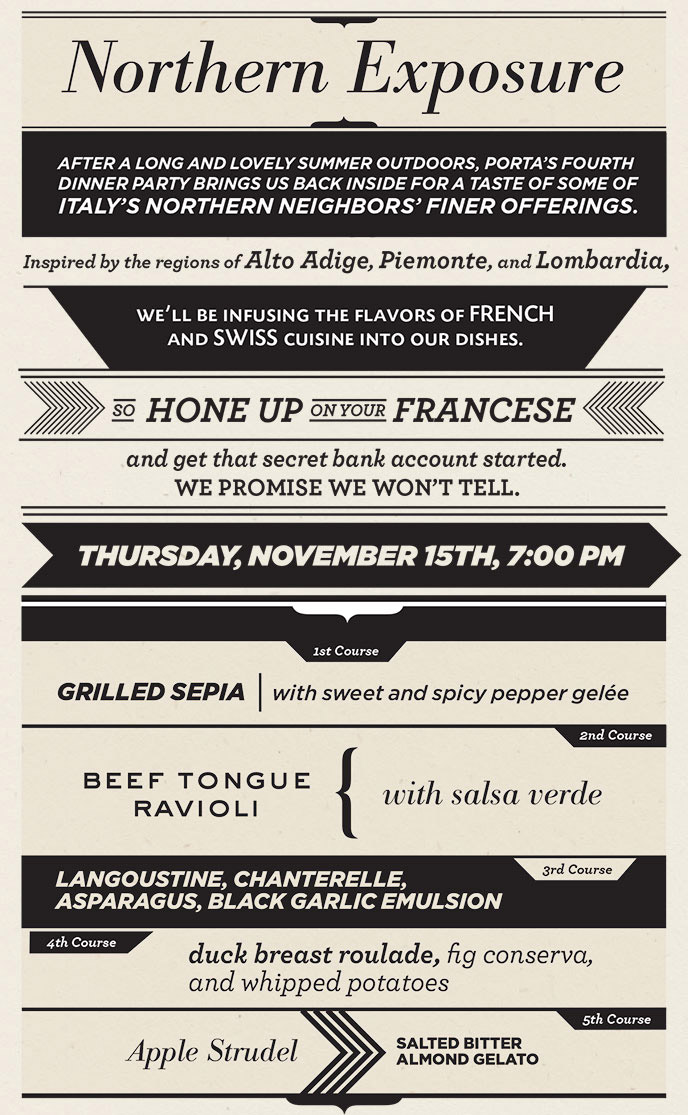 Northern Exposure
AFTER A LONG AND LOVELY SUMMER OUTDOORS, PORTA'S FOURTH
DINNER PARTY BRINGS US BACK INSIDE FOR A TASTE OF SOME OF
ITALY'S NORTHERN NEIGHBORS' FINER OFFERINGS.
Inspired by the regions of Alto Adige, Piemonte, and Lombardia,
WE'LL BE INFUSING THE FLAVORS OF FRENCH
AND SWISS CUISINE INTO OUR DISHES.
SO HONE UP ON YOUR FRANCESE
and get that secret bank account started.
WE PROMISE WE WON'T TELL.
THURSDAY, NOVEMBER 15TH, 7:00 PM
1st Course
GRILLED SEPIA | with sweet and spicy pepper gelée
2nd Course
BEEF TONGUE
RAVIOLI { with salsa verde
3rd Course
LANGOUSTINE, CHANTERELLE,
ASPARAGUS, BLACK GARLIC EMULSION
4th Course
duck breast roulade, fig conserva,
and whipped potatoes
5th Course
Apple Strudel
SALTED BITTER
ALMOND GELATO